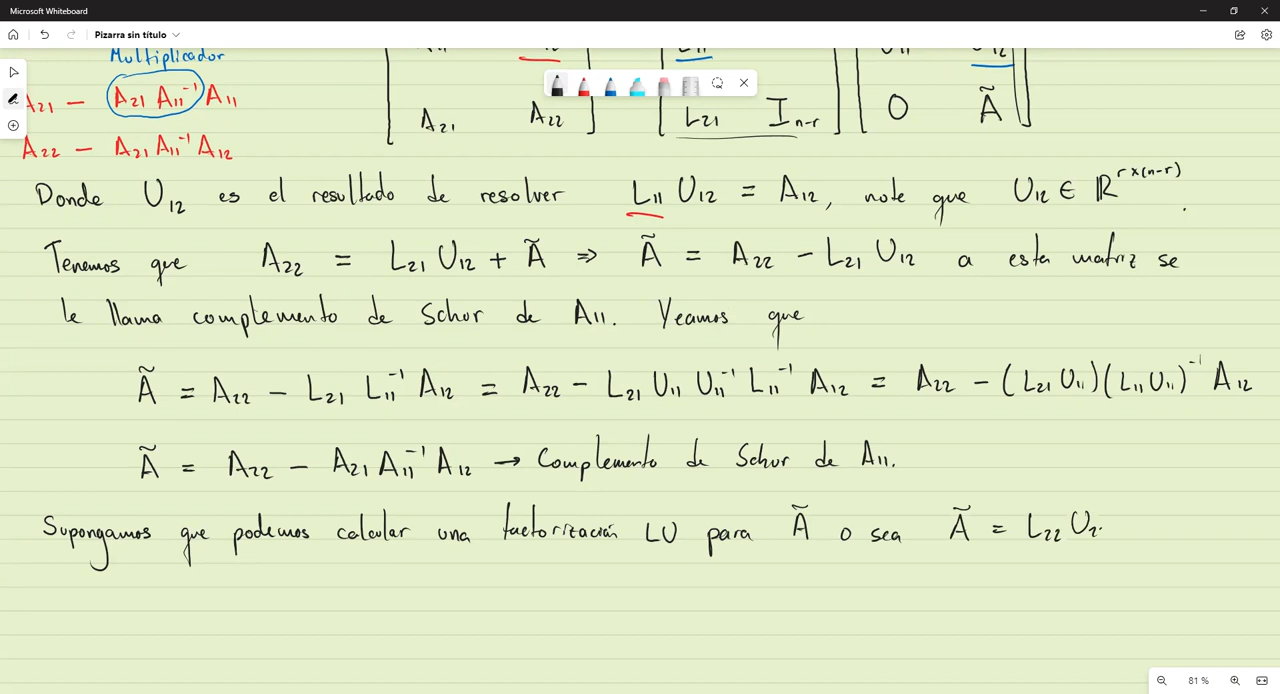 Microsoft Whiteboard
Pizarra sin título
Multiplicador
A21 - A21 A11⁻¹ A11
A22 - A21 A11⁻¹ A12
A21 A22
L21 I n-r
0 Ã
Donde U12 es el resultado de resolver L11 U12 = A12, note que U12 ∈ ℝ^r×(n-r).
Tenemos que A22 = L21 U12 + Ã ⇒ Ã = A22 - L21 U12 a esta matriz se
le llama complemento de Schur de A11. Veamos que
Ã = A22 - L21 L11⁻¹ A12 = A22 - L21 U11 U11⁻¹ L11⁻¹ A12 = A22 - (L21 U11)(L11 U11)⁻¹ A12
Ã = A22 - A21 A11⁻¹ A12 → Complemento de Schur de A11.
Supongamos que podemos calcular una factorización LU para Ã o sea Ã = L22 U2
81 %